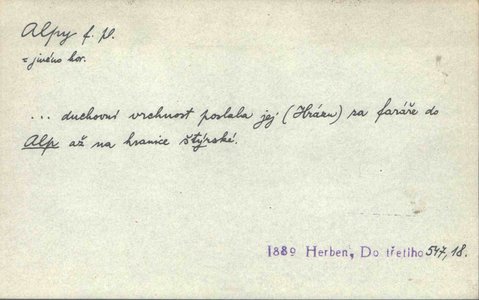 Alpy f. pl.
= jméno hor.
... duchovní vrchnost poslala jej (Hrázu) za faráře do
Alp až na hranice štýrské.
1889 Herben, Do třetího 547,18.